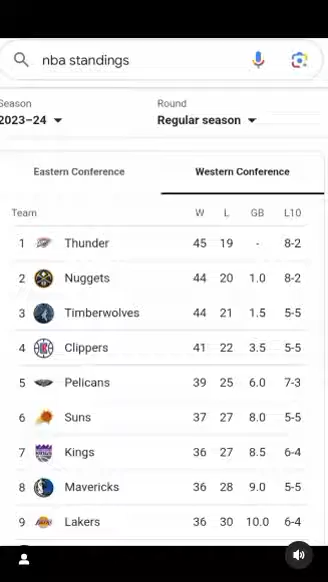 nba standings
Season Round
2023–24 Regular season
Eastern Conference Western Conference
Team W L GB L10
1 Thunder 45 19 - 8-2
2 Nuggets 44 20 1.0 8-2
3 Timberwolves 44 21 1.5 5-5
4 Clippers 41 22 3.5 5-5
5 Pelicans 39 25 6.0 7-3
6 Suns 37 27 8.0 5-5
7 Kings 36 27 8.5 6-4
8 Mavericks 36 28 9.0 5-5
9 Lakers 36 30 10.0 6-4